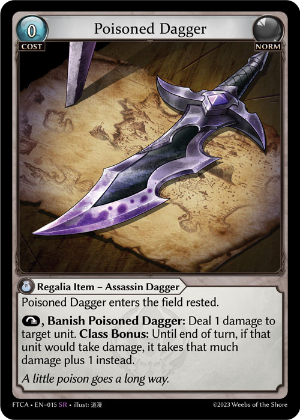 0
Poisoned Dagger
COST
NORM
Regalia Item – Assassin Dagger
Poisoned Dagger enters the field rested.
, Banish Poisoned Dagger: Deal 1 damage to
target unit. Class Bonus: Until end of turn, if that
unit would take damage, it takes that much
damage plus 1 instead.
A little poison goes a long way.
FTCA • EN-015 SR • illust:
©2023 Weebs of the Shore